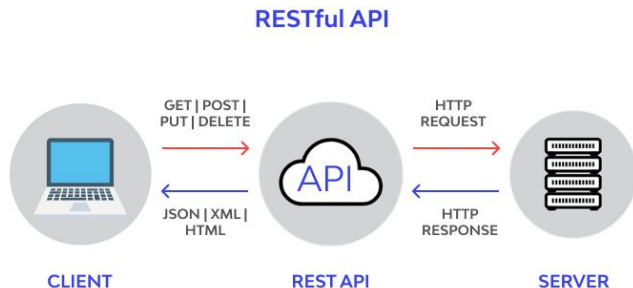 RESTful API
GET | POST |
PUT | DELETE
HTTP
REQUEST
API
JSON | XML |
HTML
HTTP
RESPONSE
CLIENT
REST API
SERVER